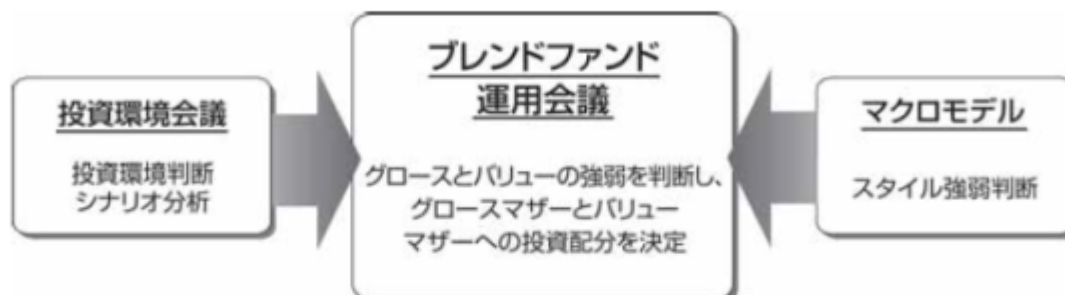 投資環境会議
投資環境判断
シナリオ分析
ブレンドファンド
運用会議
グロースとバリューの強弱を判断し、
グロースマザーとバリュー
マザーへの投資配分を決定
マクロモデル
スタイル強弱判断